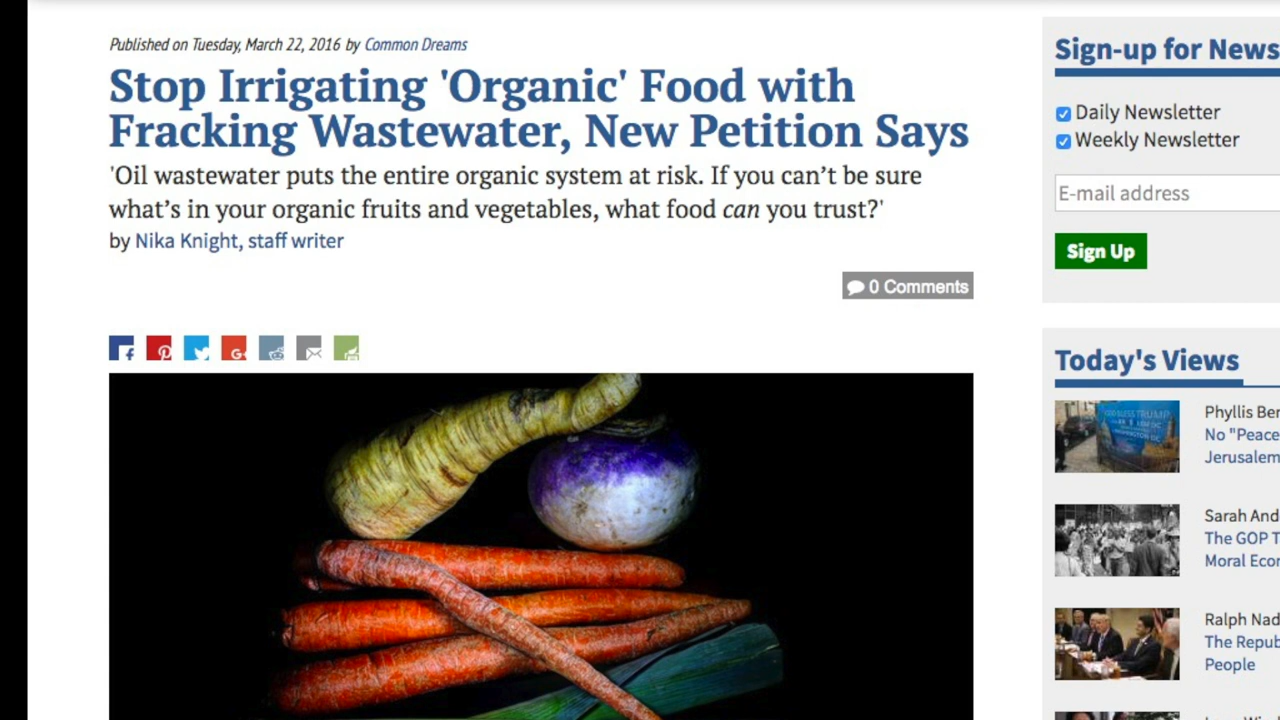 Published on Tuesday, March 22, 2016 by Common Dreams
Stop Irrigating 'Organic' Food with
Fracking Wastewater, New Petition Says
'Oil wastewater puts the entire organic system at risk. If you can’t be sure
what’s in your organic fruits and vegetables, what food can you trust?'
by Nika Knight, staff writer
0 Comments
Sign-up for News
Daily Newsletter
Weekly Newsletter
E-mail address
Sign Up
Today's Views
Phyllis Ber
No "Peace
Jerusalem
Sarah And
The GOP T
Moral Ecor
Ralph Nad
The Repub
People